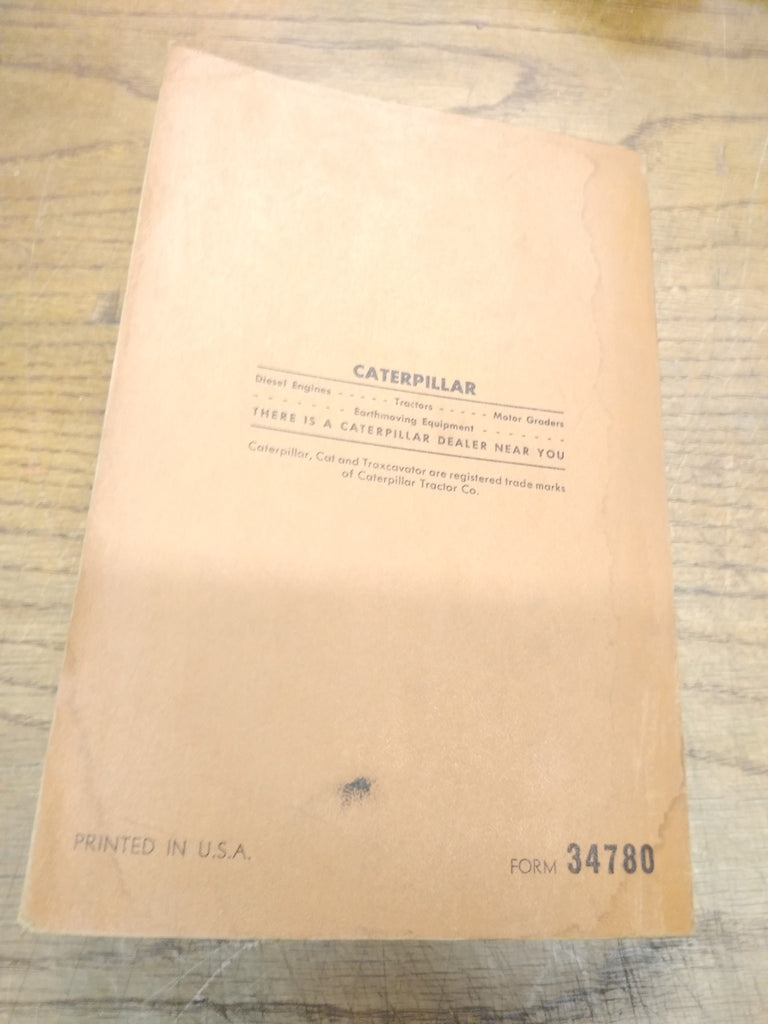 CATERPILLAR
Diesel Engines - - - - - Tractors - - - - - Motor Graders
- - - - - - - Earthmoving Equipment - - - - - - -
THERE IS A CATERPILLAR DEALER NEAR YOU
Caterpillar, Cat and Traxcavator are registered trade marks
of Caterpillar Tractor Co.
PRINTED IN U.S.A.
FORM 34780